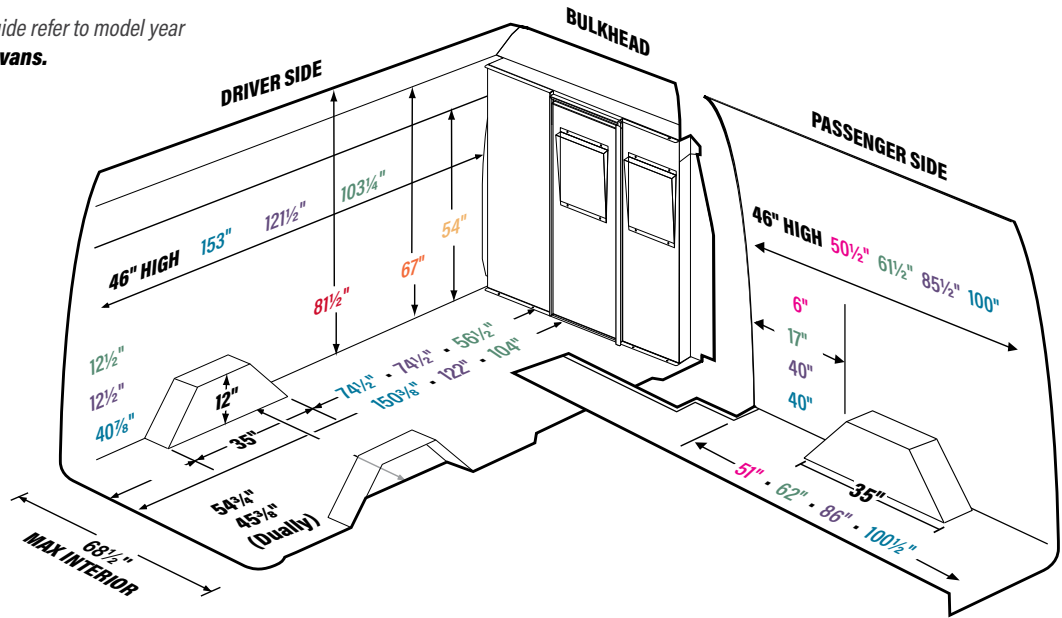 uide refer to model year
vans.
BULKHEAD
DRIVER SIDE
PASSENGER SIDE
46" HIGH 153" 121½" 103¼"
54"
67"
81½"
46" HIGH 50½" 61½" 85½" 100"
6"
17"
40"
40"
12½"
12½"
40⅞"
12"
35"
74½" · 74½" · 56½"
150⅜" · 122" · 104"
54¾"
45⅜"
(Dually)
68½"
MAX INTERIOR
35"
51" · 62" · 86" · 100½"